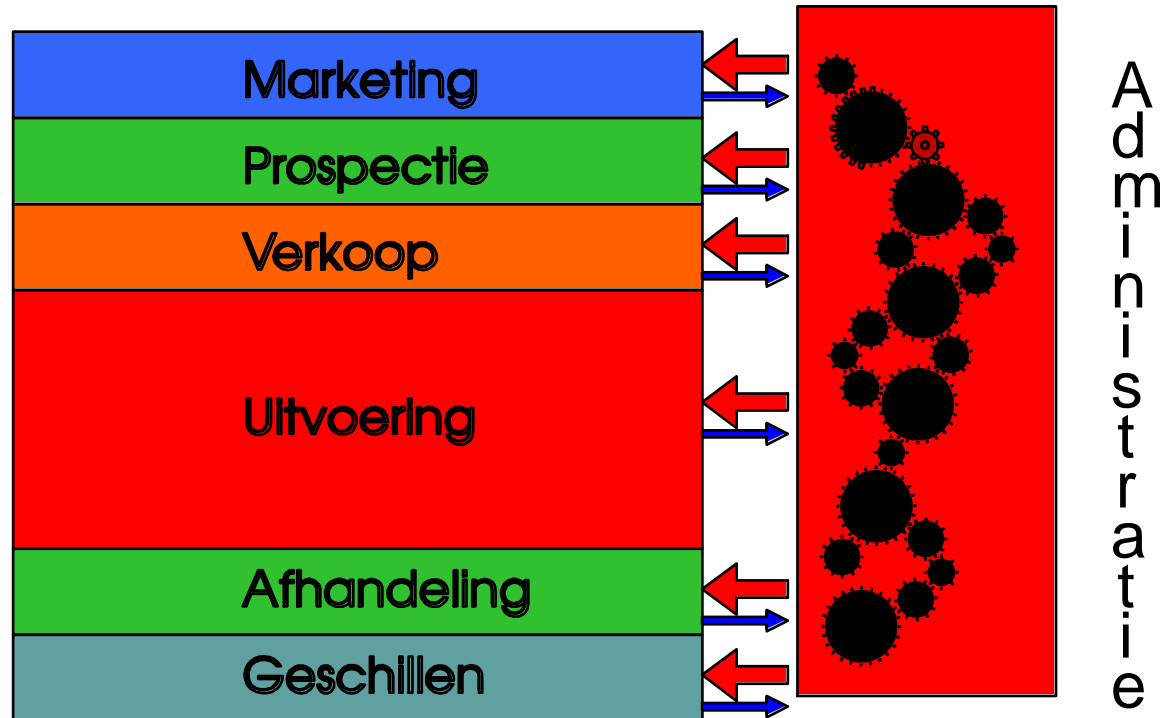 Marketing
Prospectie
Verkoop
Uitvoering
Afhandeling
Geschillen
Administratie